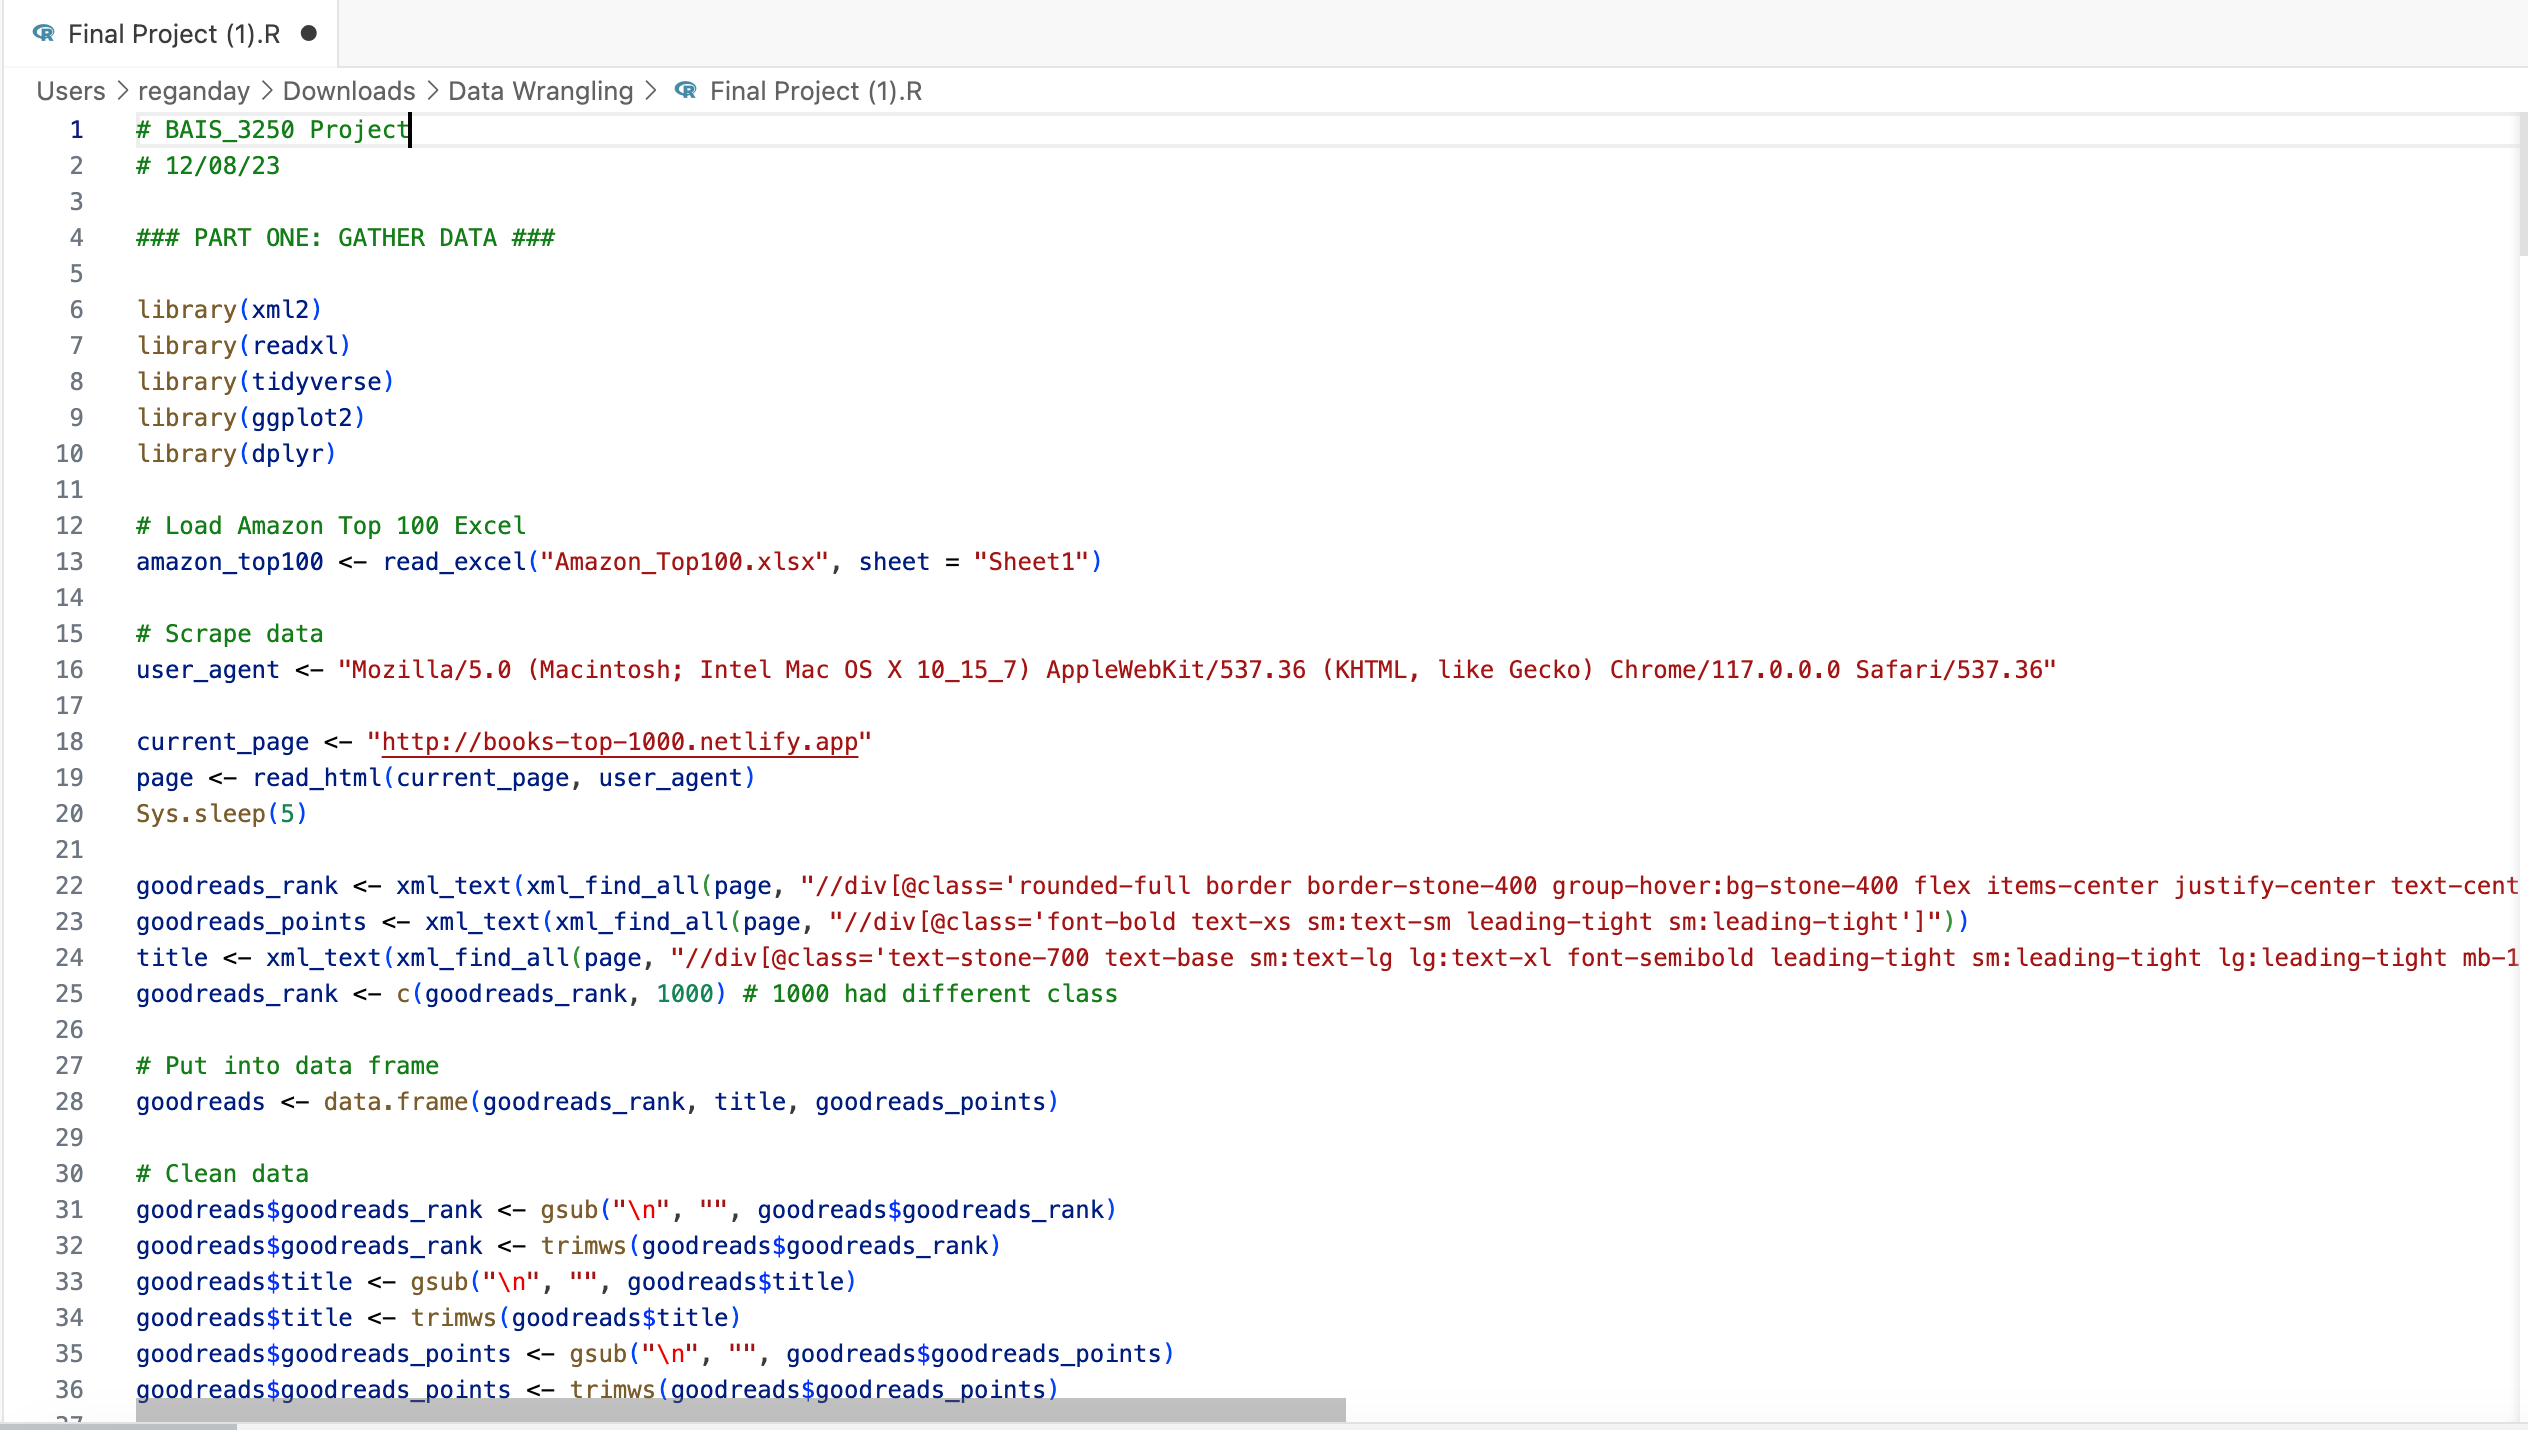 Final Project (1).R
Users > reganday > Downloads > Data Wrangling > Final Project (1).R
1 # BAIS_3250 Project
2 # 12/08/23
3
4 ### PART ONE: GATHER DATA ###
5
6 library(xml2)
7 library(readxl)
8 library(tidyverse)
9 library(ggplot2)
10 library(dplyr)
11
12 # Load Amazon Top 100 Excel
13 amazon_top100 <- read_excel("Amazon_Top100.xlsx", sheet = "Sheet1")
14
15 # Scrape data
16 user_agent <- "Mozilla/5.0 (Macintosh; Intel Mac OS X 10_15_7) AppleWebKit/537.36 (KHTML, like Gecko) Chrome/117.0.0.0 Safari/537.36"
17
18 current_page <- "http://books-top-1000.netlify.app"
19 page <- read_html(current_page, user_agent)
20 Sys.sleep(5)
21
22 goodreads_rank <- xml_text(xml_find_all(page, "//div[@class='rounded-full border border-stone-400 group-hover:bg-stone-400 flex items-center justify-center text-cent
23 goodreads_points <- xml_text(xml_find_all(page, "//div[@class='font-bold text-xs sm:text-sm leading-tight sm:leading-tight']"))
24 title <- xml_text(xml_find_all(page, "//div[@class='text-stone-700 text-base sm:text-lg lg:text-xl font-semibold leading-tight sm:leading-tight lg:leading-tight mb-1
25 goodreads_rank <- c(goodreads_rank, 1000) # 1000 had different class
26
27 # Put into data frame
28 goodreads <- data.frame(goodreads_rank, title, goodreads_points)
29
30 # Clean data
31 goodreads$goodreads_rank <- gsub("\n", "", goodreads$goodreads_rank)
32 goodreads$goodreads_rank <- trimws(goodreads$goodreads_rank)
33 goodreads$title <- gsub("\n", "", goodreads$title)
34 goodreads$title <- trimws(goodreads$title)
35 goodreads$goodreads_points <- gsub("\n", "", goodreads$goodreads_points)
36 goodreads$goodreads_points <- trimws(goodreads$goodreads_points)
37